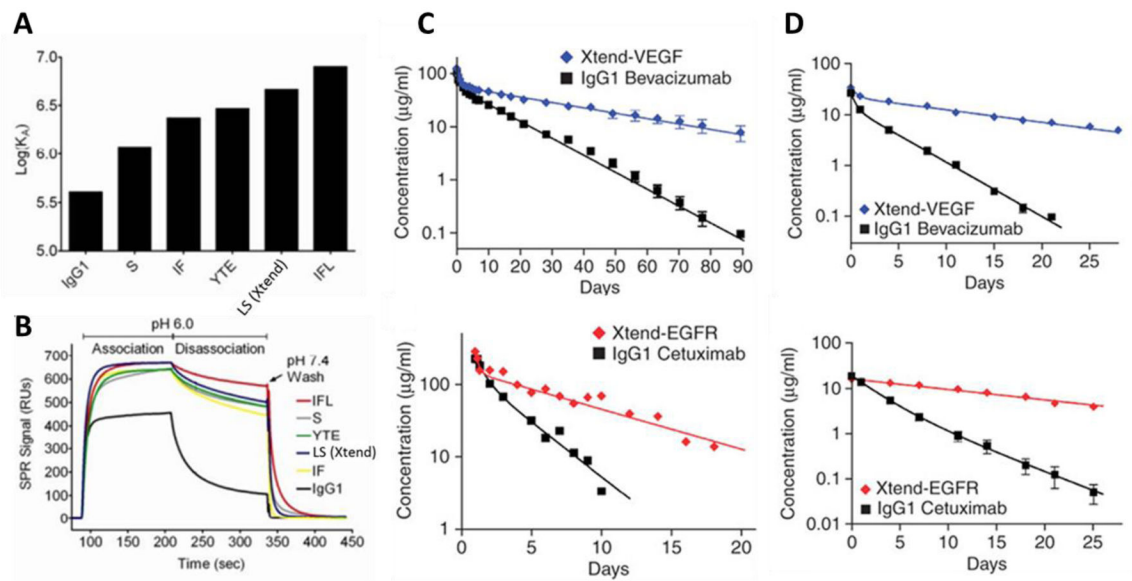 A
Log(K_A)
7.0
6.5
6.0
5.5
5.0
IgG1
S
IF
YTE
LS (Xtend)
IFL
B
pH 6.0
Association
Disassociation
pH 7.4
Wash
SPR Signal (RUs)
700
600
500
400
300
200
100
0
IFL
S
YTE
LS (Xtend)
IF
IgG1
100 150 200 250 300 350 400 450
Time (sec)
C
Xtend-VEGF
IgG1 Bevacizumab
Concentration (µg/ml)
100
10
1
0.1
0 10 20 30 40 50 60 70 80 90
Days
Xtend-EGFR
IgG1 Cetuximab
Concentration (µg/ml)
100
10
1
0 5 10 15 20
Days
D
Concentration (µg/ml)
100
10
1
0.1
Xtend-VEGF
IgG1 Bevacizumab
0 5 10 15 20 25
Days
Concentration (µg/ml)
100
10
1
0.1
0.01
Xtend-EGFR
IgG1 Cetuximab
0 5 10 15 20 25
Days